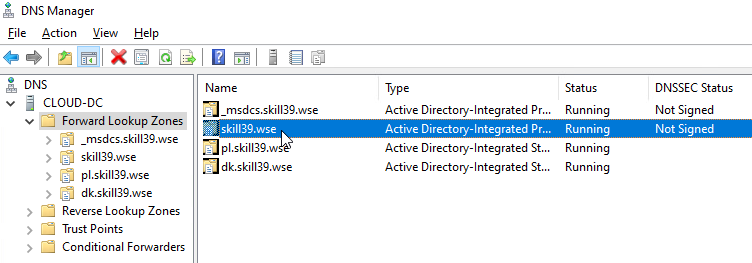 DNS Manager
File Action View Help
DNS
CLOUD-DC
Forward Lookup Zones
_msdcs.skill39.wse
skill39.wse
pl.skill39.wse
dk.skill39.wse
Reverse Lookup Zones
Trust Points
Conditional Forwarders
Name Type Status DNSSEC Status
_msdcs.skill39.wse Active Directory-Integrated Pr... Running Not Signed
skill39.wse Active Directory-Integrated Pr... Running Not Signed
pl.skill39.wse Active Directory-Integrated St... Running
dk.skill39.wse Active Directory-Integrated St... Running